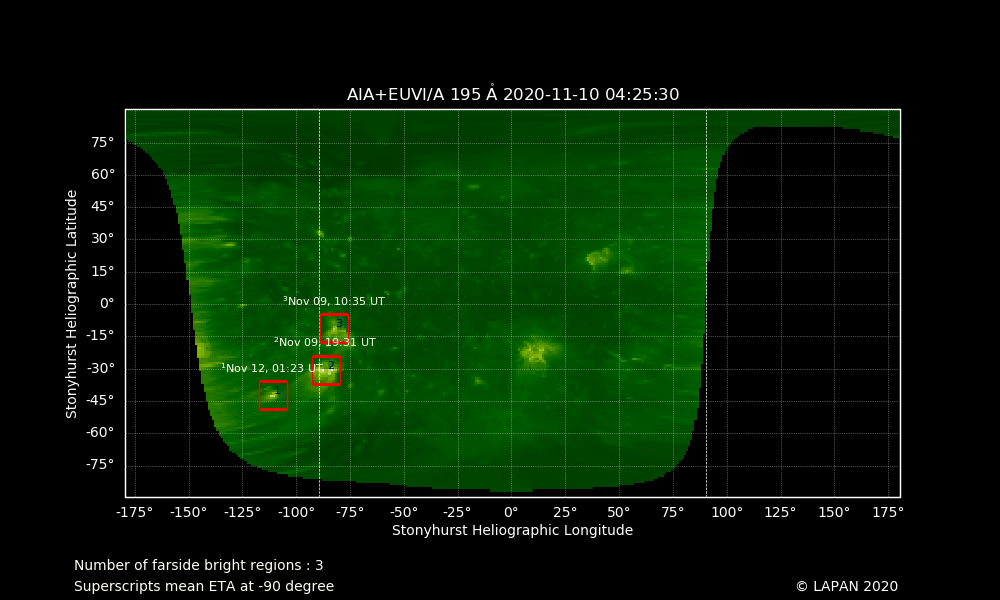 AIA+EUVI/A 195 Å 2020-11-10 04:25:30
75°
60°
45°
30°
15°
0°
-15°
-30°
-45°
-60°
-75°
Stonyhurst Heliographic Latitude
³Nov 09, 10:35 UT
3
²Nov 09, 19:31 UT
2
¹Nov 12, 01:23 UT
1
-175° -150° -125° -100° -75° -50° -25° 0° 25° 50° 75° 100° 125° 150° 175°
Stonyhurst Heliographic Longitude
Number of farside bright regions : 3
Superscripts mean ETA at -90 degree
© LAPAN 2020